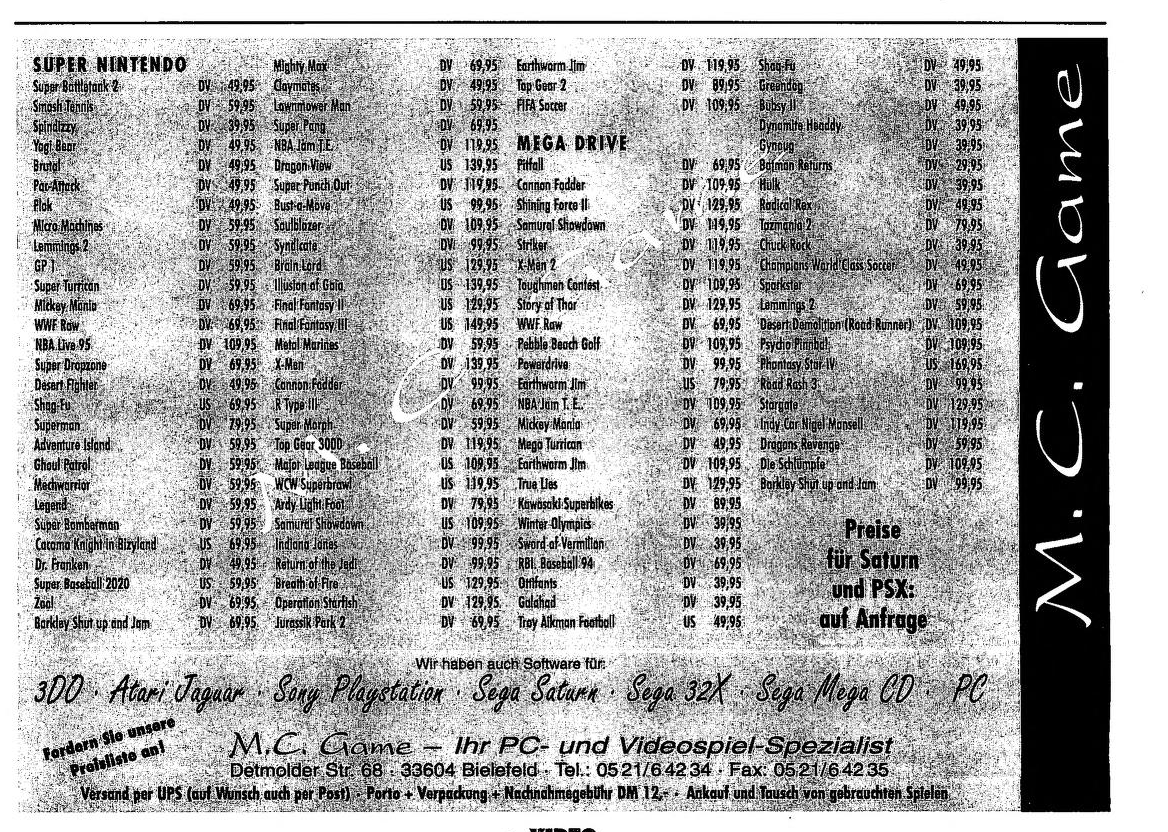 SUPER NINTENDO
Super Battletank 2 DV 49,95
Smash Tennis DV 59,95
Spindizzy DV 39,95
Yogi Bear DV 49,95
Brutal DV 49,95
Pac-Attack DV 49,95
Plok DV 49,95
Micro Machines DV 59,95
Lemmings 2 DV 59,95
GP 1 DV 59,95
Super Turrican DV 59,95
Mickey Mania DV 69,95
WWF Raw DV 69,95
NBA Live 95 DV 109,95
Super Dropzone DV 69,95
Desert Fighter DV 49,95
Shaq-Fu US 69,95
Superman DV 79,95
Adventure Island DV 59,95
Ghoul Patrol DV 59,95
Mechwarrior DV 59,95
Legend DV 59,95
Super Bomberman DV 59,95
Cacoma Knight in Bizyland US 69,95
Dr. Franken DV 49,95
Super Baseball 2020 US 59,95
Zool DV 69,95
Barkley Shut up and Jam DV 69,95
Mighty Max DV 69,95
Claymates DV 49,95
Lawnmower Man DV 59,95
Super Pang DV 69,95
NBA Jam T.E. DV 119,95
Dragon View US 139,95
Super Punch Out DV 119,95
Bust-a-Move US 99,95
Soulblazer DV 109,95
Syndicate DV 99,95
Brain Lord US 129,95
Illusion of Gaia US 139,95
Final Fantasy II US 129,95
Final Fantasy III US 149,95
Metal Marines DV 59,95
X-Men DV 139,95
Cannon Fodder DV 99,95
R Type III DV 69,95
Super Morph DV 59,95
Top Gear 3000 DV 119,95
Major League Baseball US 109,95
WCW Superbrawl US 119,95
Ardy Light Foot DV 79,95
Samurai Showdown US 109,95
Indiana Jones DV 99,95
Return of the Jedi DV 99,95
Breath of Fire US 129,95
Operation Starfish DV 129,95
Jurassik Park 2 DV 69,95
Earthworm Jim DV 119,95
Top Gear 2 DV 89,95
FIFA Soccer DV 109,95
MEGA DRIVE
Pitfall DV 69,95
Cannon Fodder DV 109,95
Shining Force II DV 129,95
Samurai Showdown DV 119,95
Striker DV 119,95
X-Men 2 DV 119,95
Toughmen Contest DV 109,95
Story of Thor DV 129,95
WWF Raw DV 69,95
Pebble Beach Golf DV 109,95
Powerdrive DV 99,95
Earthworm Jim US 79,95
NBA Jam T. E. DV 109,95
Mickey Mania DV 69,95
Mega Turrican DV 49,95
Earthworm Jim DV 109,95
True Lies DV 129,95
Kawasaki Superbikes DV 89,95
Winter Olympics DV 39,95
Sword of Vermilian DV 39,95
RBI. Baseball 94 DV 69,95
Ottifants DV 39,95
Galahad DV 39,95
Troy Aikman Football US 49,95
Shaq-Fu DV 49,95
Greendog DV 39,95
Bubsy II DV 49,95
Dynamite Headdy DV 39,95
Gynoug DV 39,95
Batman Returns DV 29,95
Hulk DV 39,95
Radical Rex DV 49,95
Tazmania 2 DV 79,95
Chuck Rock DV 39,95
Champions World Class Soccer DV 49,95
Sparkster DV 69,95
Lemmings 2 DV 59,95
Desert Demolition (Road Runner) DV 109,95
Psycho Pinnbal DV 109,95
Phantasy Star IV US 169,95
Road Rash 3 DV 99,95
Stargate DV 129,95
Indy Car Nigel Mansell DV 119,95
Dragons Revenge DV 59,95
Die Schlümpfe DV 109,95
Barkley Shut up and Jam DV 99,95
Preise
für Saturn
und PSX:
auf Anfrage
M. C. Game
Wir haben auch Software für:
3DO · Atari Jaguar · Sony Playstation · Sega Saturn · Sega 32X · Sega Mega CD · PC
Fordern Sie unsere
Preisliste an!
M.C. Game – Ihr PC- und Videospiel-Spezialist
Detmolder Str. 68 · 33604 Bielefeld · Tel.: 05 21/6 42 34 · Fax: 05 21/6 42 35
Versand per UPS (auf Wunsch auch per Post) · Porto + Verpackung + Nachnahmegebühr DM 12,- · Ankauf und Tausch von gebrauchten Spielen